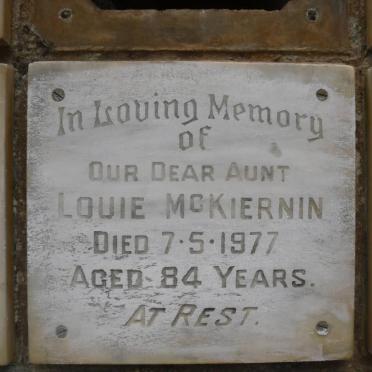 In Loving Memory
of
OUR DEAR AUNT
LOUIE McKIERNIN
DIED 7·5·1977
AGED 84 YEARS.
AT REST.